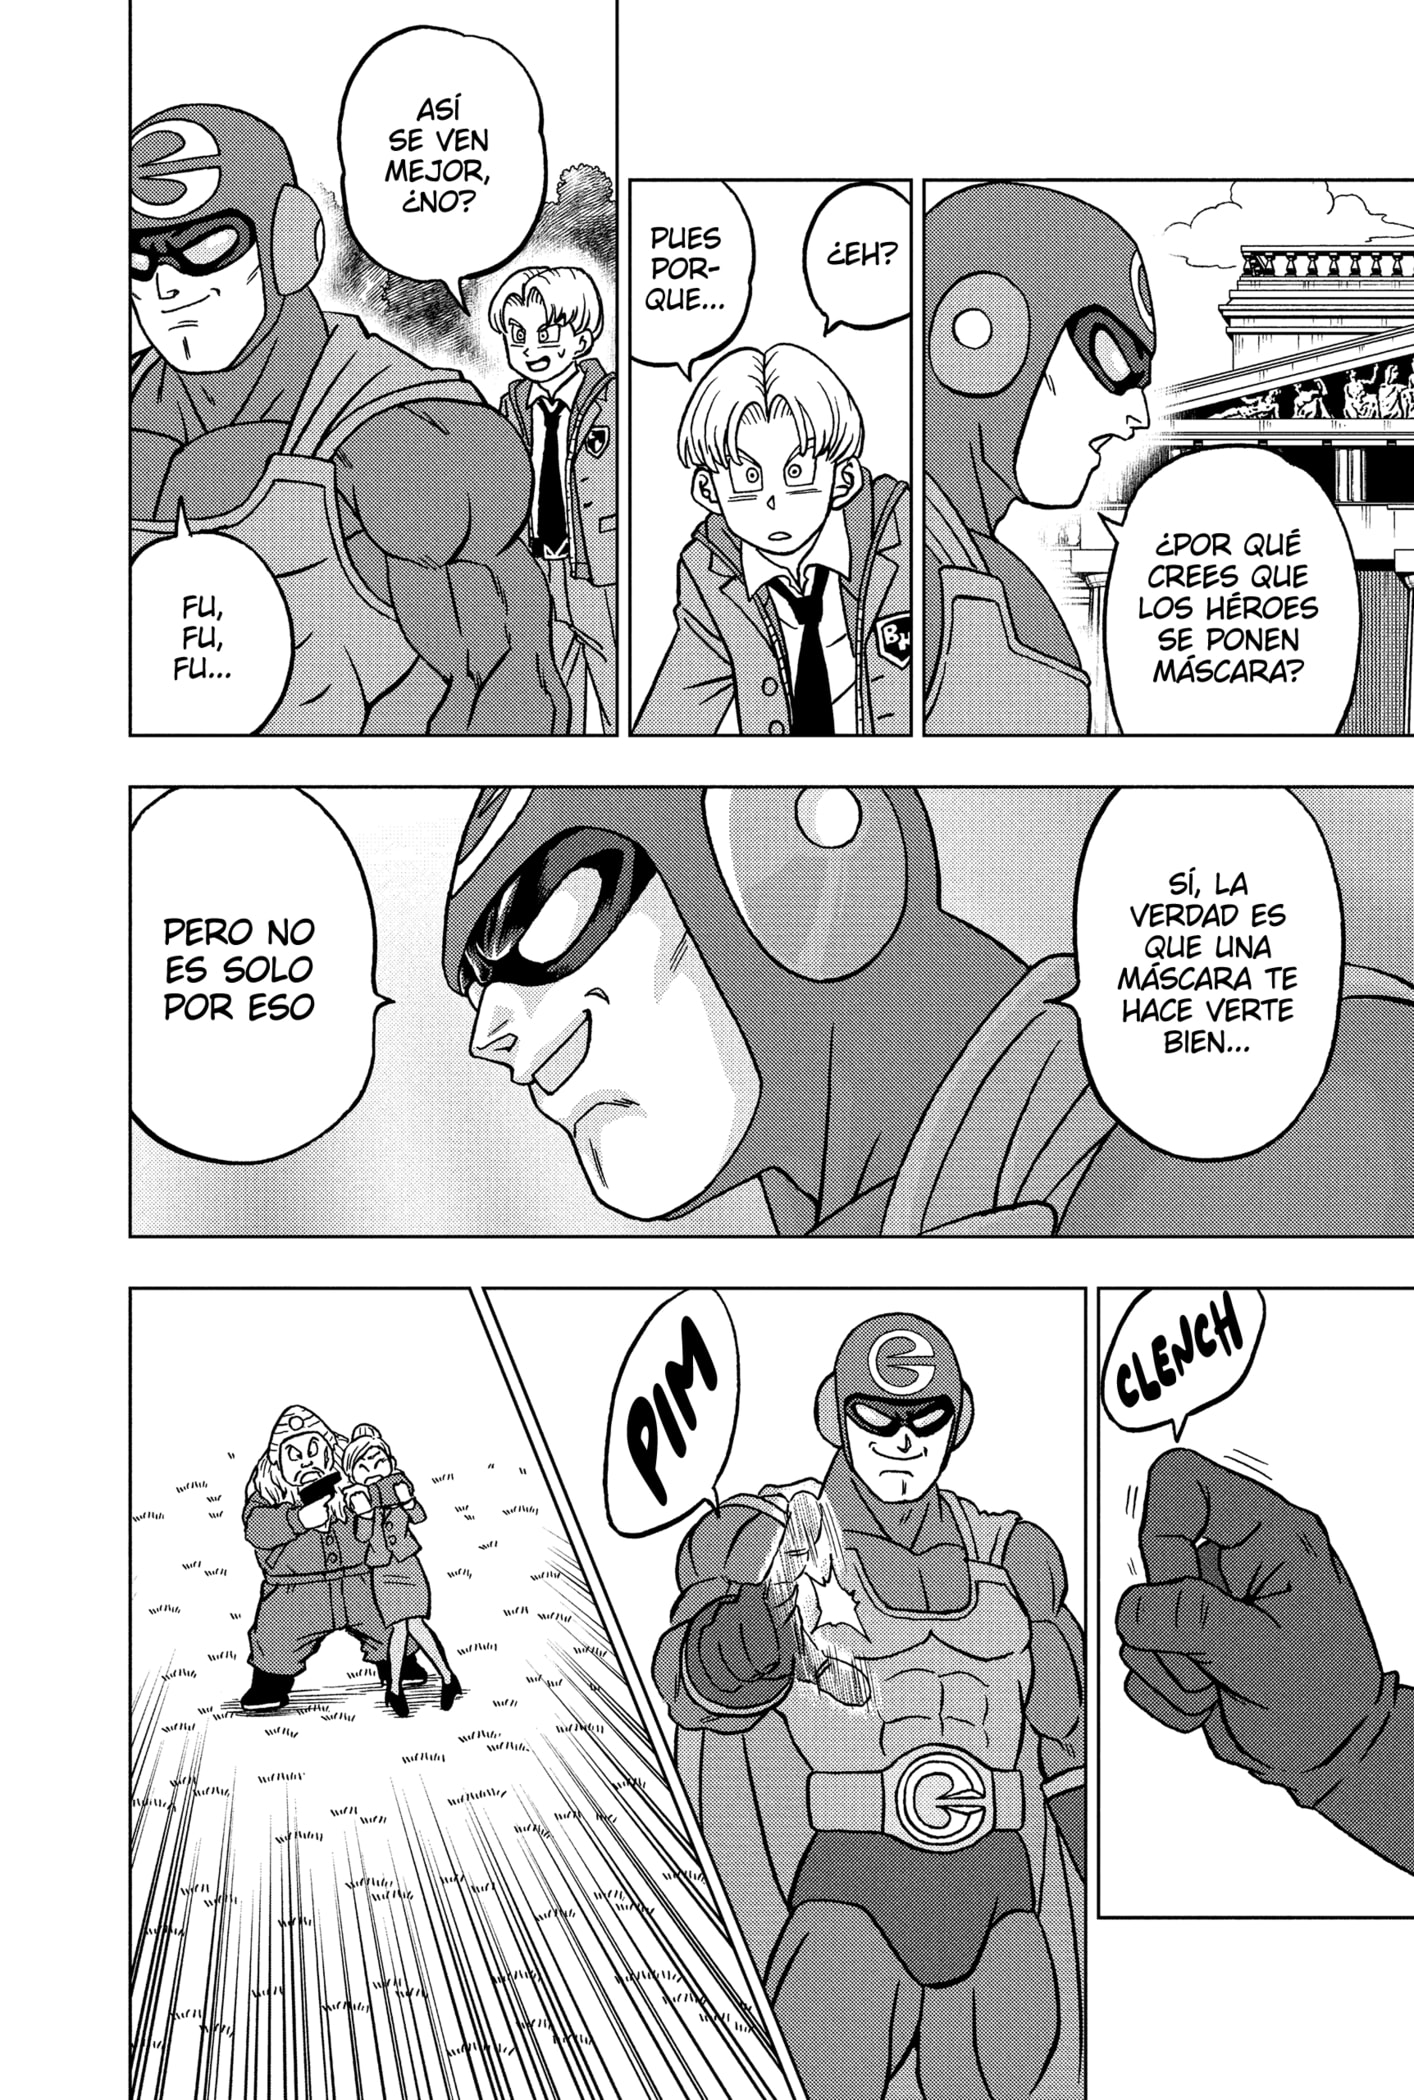 ¿POR QUÉ
CREES QUE
LOS HÉROES
SE PONEN
MÁSCARA?
¿EH?
PUES
POR-
QUE...
BH
ASÍ
SE VEN
MEJOR,
¿NO?
FU,
FU,
FU...
SÍ, LA
VERDAD ES
QUE UNA
MÁSCARA TE
HACE VERTE
BIEN...
PERO NO
ES SOLO
POR ESO
CLENCH
PIM